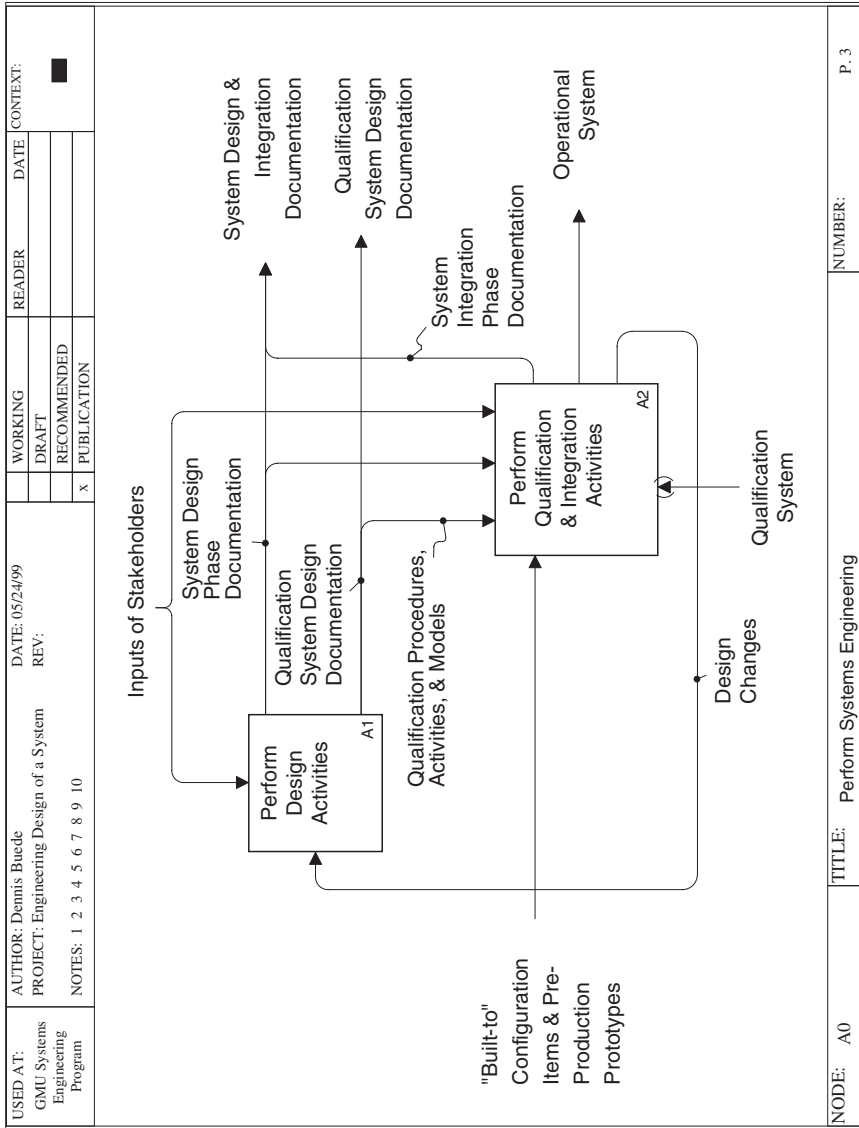 USED AT:
GMU Systems
Engineering
Program
AUTHOR: Dennis Buede
DATE: 05/24/99
PROJECT: Engineering Design of a System
REV:
NOTES: 1 2 3 4 5 6 7 8 9 10
WORKING
DRAFT
RECOMMENDED
x PUBLICATION
READER
DATE
CONTEXT:
Inputs of Stakeholders
System Design
Phase
Documentation
System Design &
Integration
Documentation
Perform
Design
Activities
A1
Qualification
System Design
Documentation
Qualification
System Design
Documentation
Qualification Procedures,
Activities, & Models
System
Integration
Phase
Documentation
"Built-to"
Configuration
Items & Pre-
Production
Prototypes
Perform
Qualification
& Integration
Activities
A2
Operational
System
Design
Changes
Qualification
System
NODE: A0
TITLE: Perform Systems Engineering
NUMBER:
P. 3